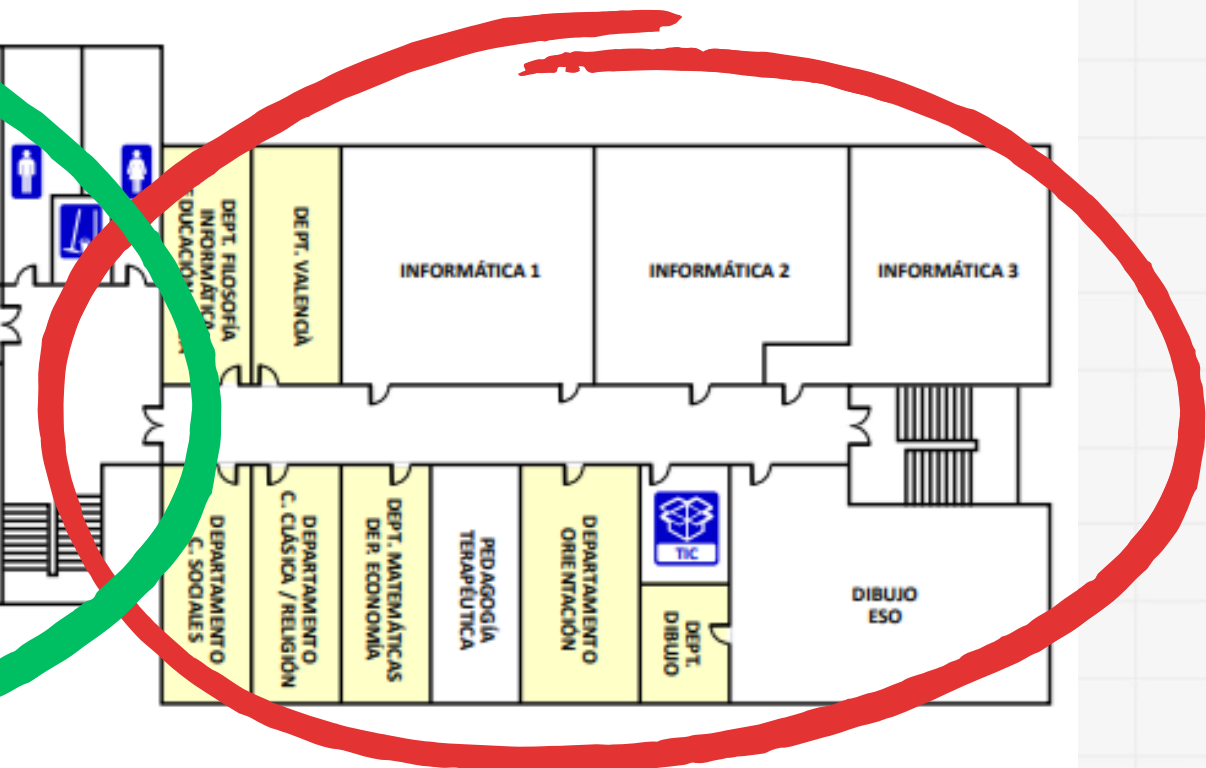 DEPT. FILOSOFÍA
INFORMÁTICA
DEPT. VALENCIÀ
INFORMÁTICA 1
INFORMÁTICA 2
INFORMÁTICA 3
DEPARTAMENTO
C. SOCIALES
DEPARTAMENTO
C. CLÁSICA / RELIGIÓN
DEPT. MATEMÁTICAS
DEP. ECONOMÍA
PEDAGOGÍA
TERAPÉUTICA
DEPARTAMENTO
ORIENTACIÓN
TIC
DEPT.
DIBUJO
DIBUJO
ESO